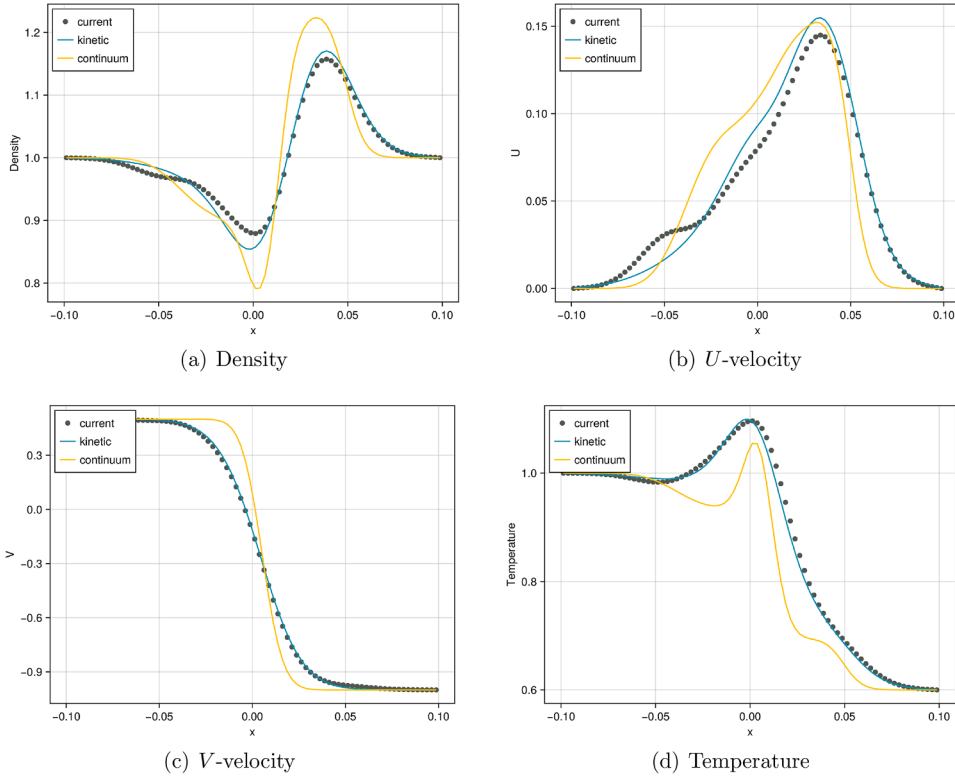 current
kinetic
continuum
1.2
1.0
0.9
0.8
Density
−0.10 −0.05 0.00 0.05 0.10
x
(a) Density
current
kinetic
continuum
0.15
0.10
0.05
0.00
U
−0.10 −0.05 0.00 0.05 0.10
x
(b) U-velocity
current
kinetic
continuum
0.3
0.0
−0.3
−0.6
−0.9
V
−0.10 −0.05 0.00 0.05 0.10
x
(c) V-velocity
current
kinetic
continuum
1.0
0.8
0.6
Temperature
−0.10 −0.05 0.00 0.05 0.10
x
(d) Temperature